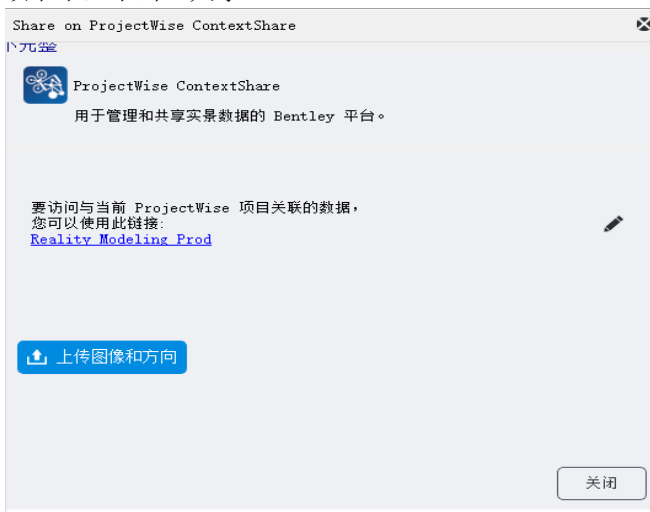 Share on ProjectWise ContextShare
ProjectWise ContextShare
用于管理和共享实景数据的 Bentley 平台。
要访问与当前 ProjectWise 项目关联的数据，
您可以使用此链接:
Reality Modeling Prod
上传图像和方向
关闭